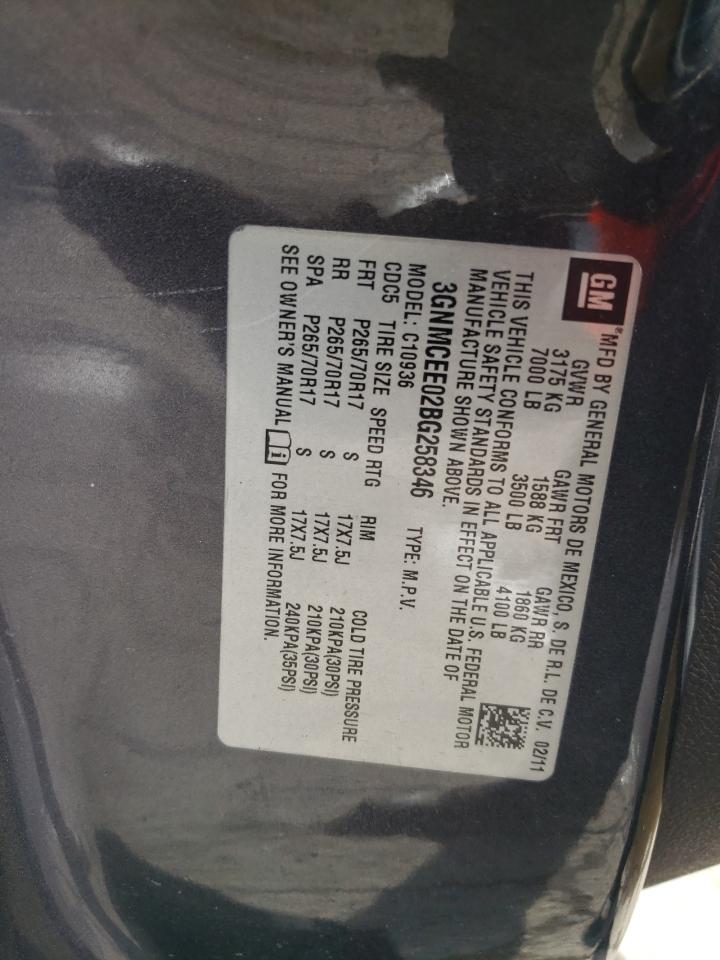 GM ®MFD BY GENERAL MOTORS DE MEXICO, S. DE R.L. DE C.V. 02/11
GVWR GAWR FRT GAWR RR
3175 KG 1588 KG 1860 KG
7000 LB 3500 LB 4100 LB
THIS VEHICLE CONFORMS TO ALL APPLICABLE U.S. FEDERAL MOTOR
VEHICLE SAFETY STANDARDS IN EFFECT ON THE DATE OF
MANUFACTURE SHOWN ABOVE.
3GNMCEE02BG258346 TYPE: M.P.V.
MODEL: C10936
CDC5 TIRE SIZE SPEED RTG RIM COLD TIRE PRESSURE
FRT P265/70R17 S 17X7.5J 210KPA(30PSI)
RR P265/70R17 S 17X7.5J 210KPA(30PSI)
SPA P265/70R17 S 17X7.5J 240KPA(35PSI)
SEE OWNER'S MANUAL i FOR MORE INFORMATION.